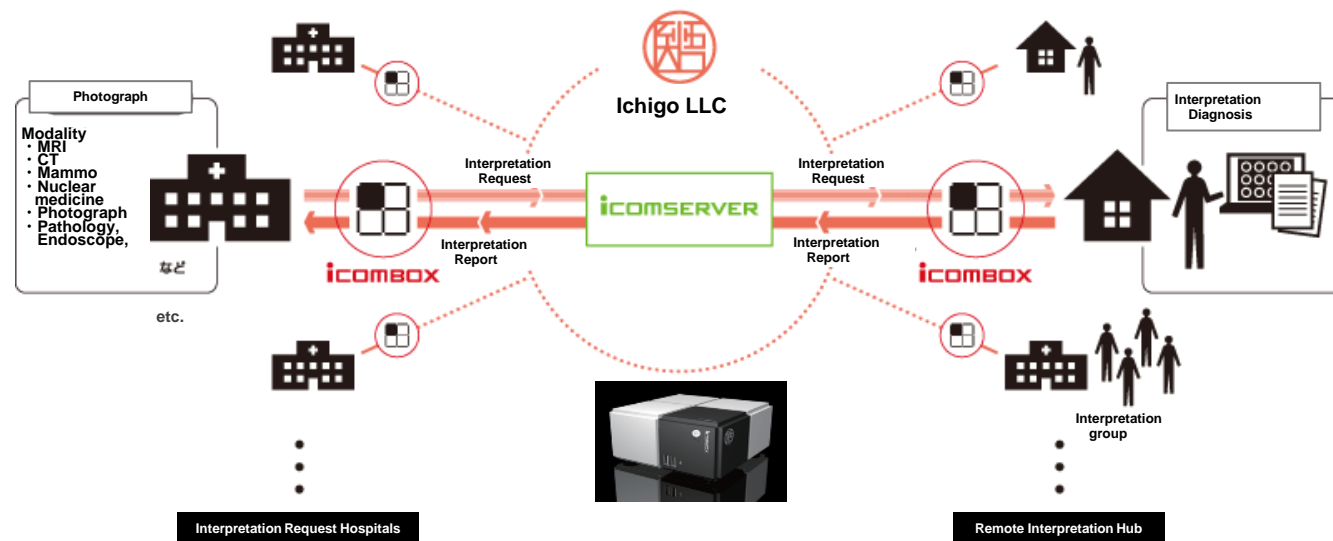 Ichigo LLC
Photograph
Modality
・MRI
・CT
・Mammo
・Nuclear
medicine
・Photograph
・Pathology,
Endoscope,
など
etc.
icomBOX
Interpretation
Request
Interpretation
Report
icomSERVER
Interpretation
Request
Interpretation
Report
icomBOX
Interpretation
Diagnosis
Interpretation
group
Interpretation Request Hospitals
Remote Interpretation Hub